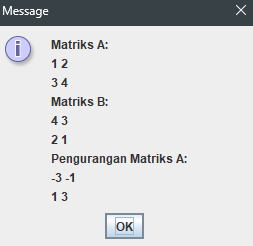 Message
Matriks A:
1 2
3 4
Matriks B:
4 3
2 1
Pengurangan Matriks A:
-3 -1
1 3
OK